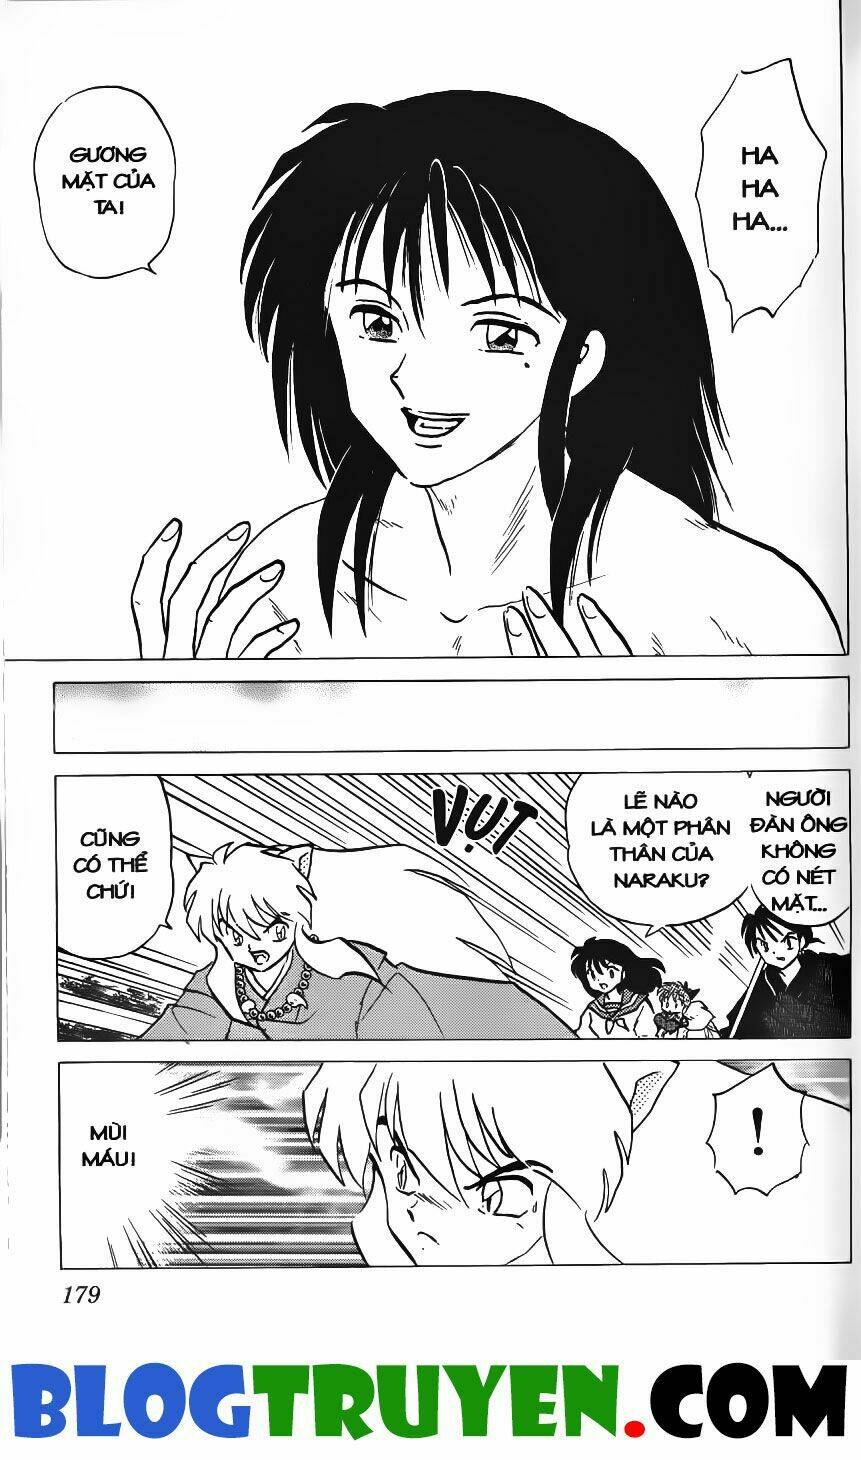 HA
HA
HA...
GƯƠNG
MẶT CỦA
TA!
NGƯỜI
ĐÀN ÔNG
KHÔNG
CÓ NÉT
MẶT...
LẼ NÀO
LÀ MỘT PHÂN
THÂN CỦA
NARAKU?
VỤT
CŨNG
CÓ THỂ
CHỨ!
!
MÙI
MÁU!
179
BLOGTRUYEN.COM